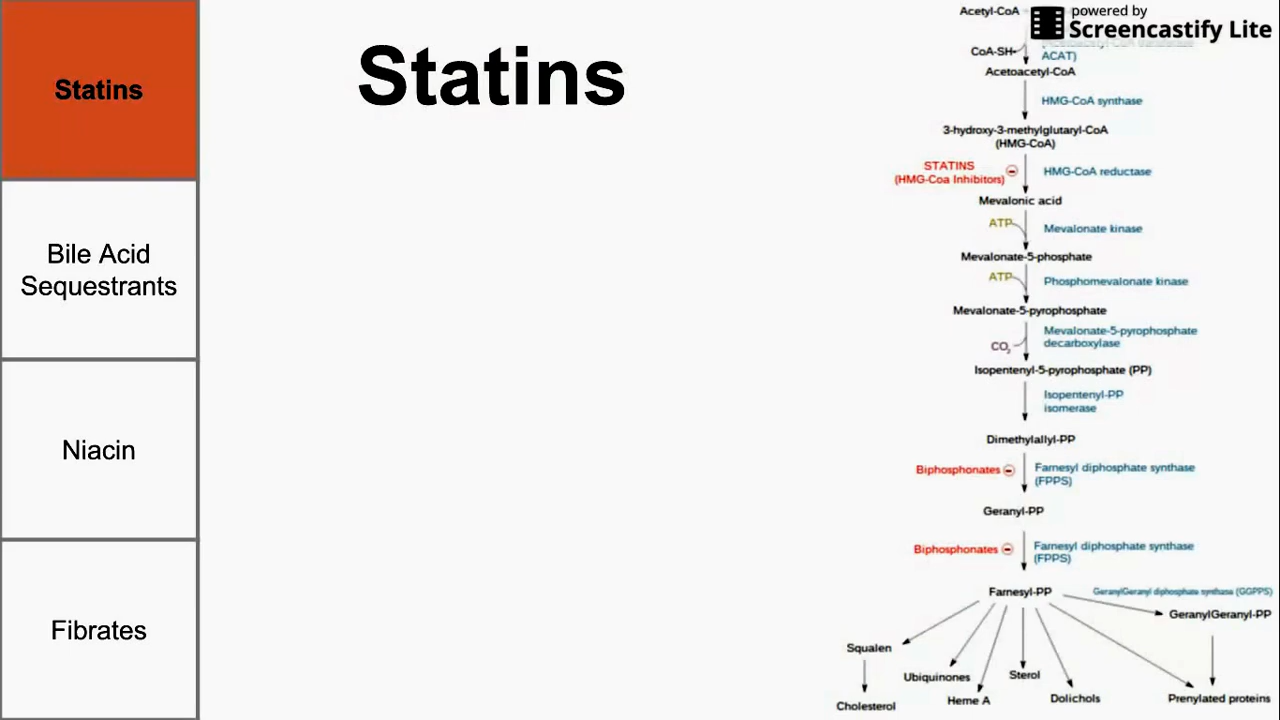 Statins
Bile Acid
Sequestrants
Niacin
Fibrates
Statins
powered by
Screencastify Lite
Acetyl-CoA
CoA-SH
ACAT)
Acetoacetyl-CoA
HMG-CoA synthase
3-hydroxy-3-methylglutaryl-CoA
(HMG-CoA)
STATINS
(HMG-Coa Inhibitors)
HMG-CoA reductase
Mevalonic acid
ATP
Mevalonate kinase
Mevalonate-5-phosphate
ATP
Phosphomevalonate kinase
Mevalonate-5-pyrophosphate
CO₂
Mevalonate-5-pyrophosphate
decarboxylase
Isopentenyl-5-pyrophosphate (PP)
Isopentenyl-PP
isomerase
Dimethylallyl-PP
Biphosphonates
Farnesyl diphosphate synthase
(FPPS)
Geranyl-PP
Biphosphonates
Farnesyl diphosphate synthase
(FPPS)
Farnesyl-PP
GeranylGeranyl diphosphate synthase (GGPPS)
GeranylGeranyl-PP
Squalen
Ubiquinones
Sterol
Heme A
Dolichols
Prenylated proteins
Cholesterol